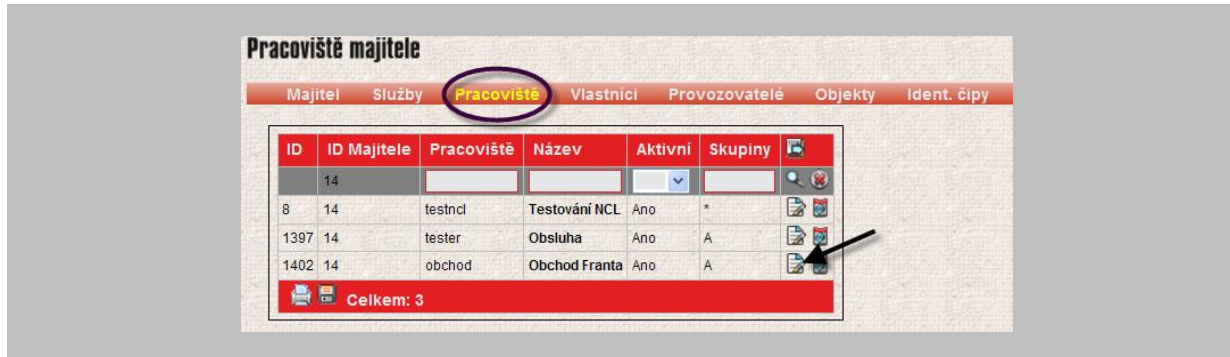 Pracoviště majitele
Majitel Služby Pracoviště Vlastníci Provozovatelé Objekty Ident. čipy
ID ID Majitele Pracoviště Název Aktivní Skupiny
14
8 14 testncl Testování NCL Ano *
1397 14 tester Obsluha Ano A
1402 14 obchod Obchod Franta Ano A
Celkem: 3